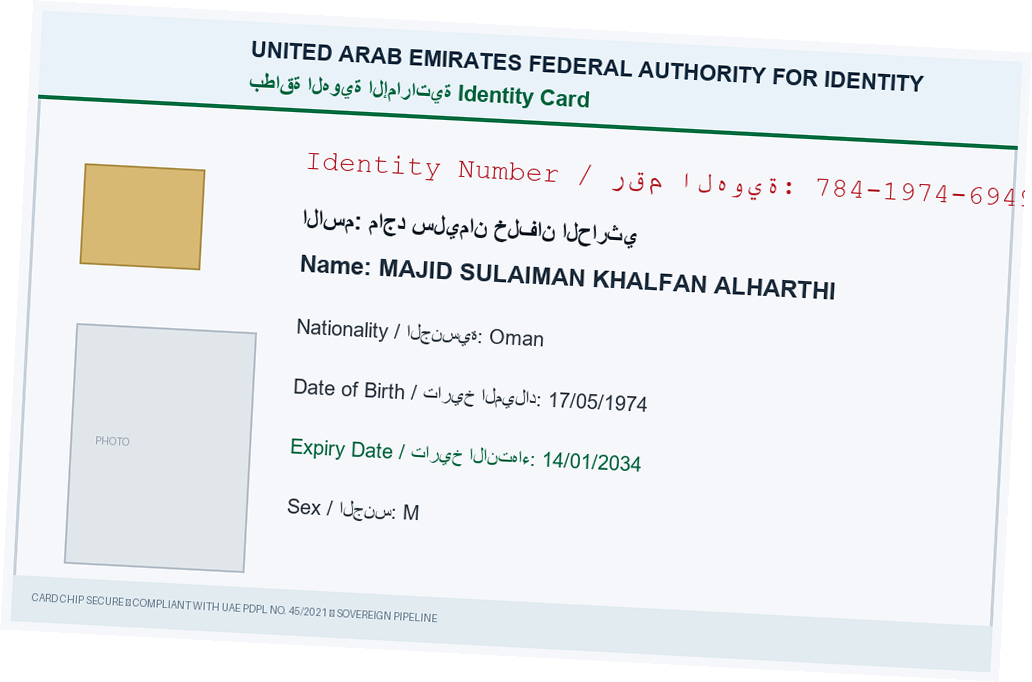 UNITED ARAB EMIRATES FEDERAL AUTHORITY FOR IDENTITY
بطاقة الهوية الإماراتية Identity Card
Identity Number / رقم الهوية: 784-1974-6949
الاسم: ماجد سليمان خلفان الحارثي
Name: MAJID SULAIMAN KHALFAN ALHARTHI
Nationality / الجنسية: Oman
Date of Birth / تاريخ الميلاد: 17/05/1974
Expiry Date / تاريخ الانتهاء: 14/01/2034
Sex / الجنس: M
PHOTO
CARD CHIP SECURE COMPLIANT WITH UAE PDPL NO. 45/2021 SOVEREIGN PIPELINE